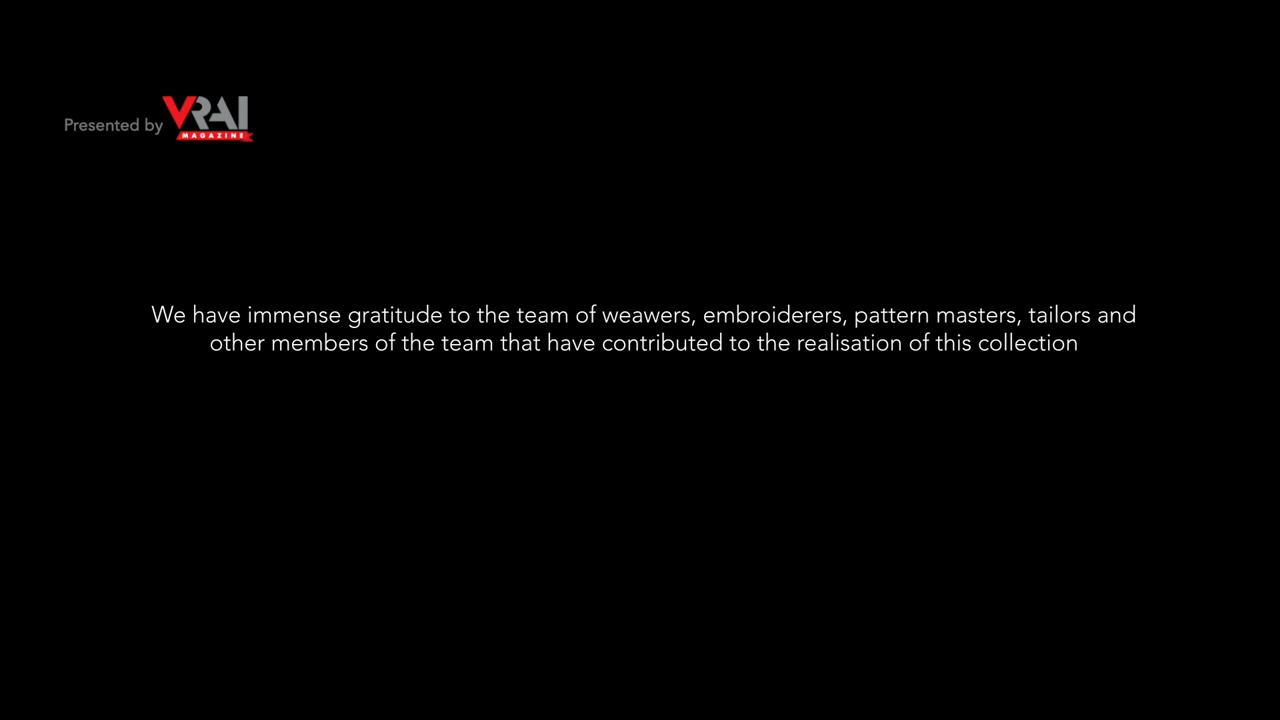 Presented by VRAI
MAGAZINE
We have immense gratitude to the team of weawers, embroiderers, pattern masters, tailors and
other members of the team that have contributed to the realisation of this collection